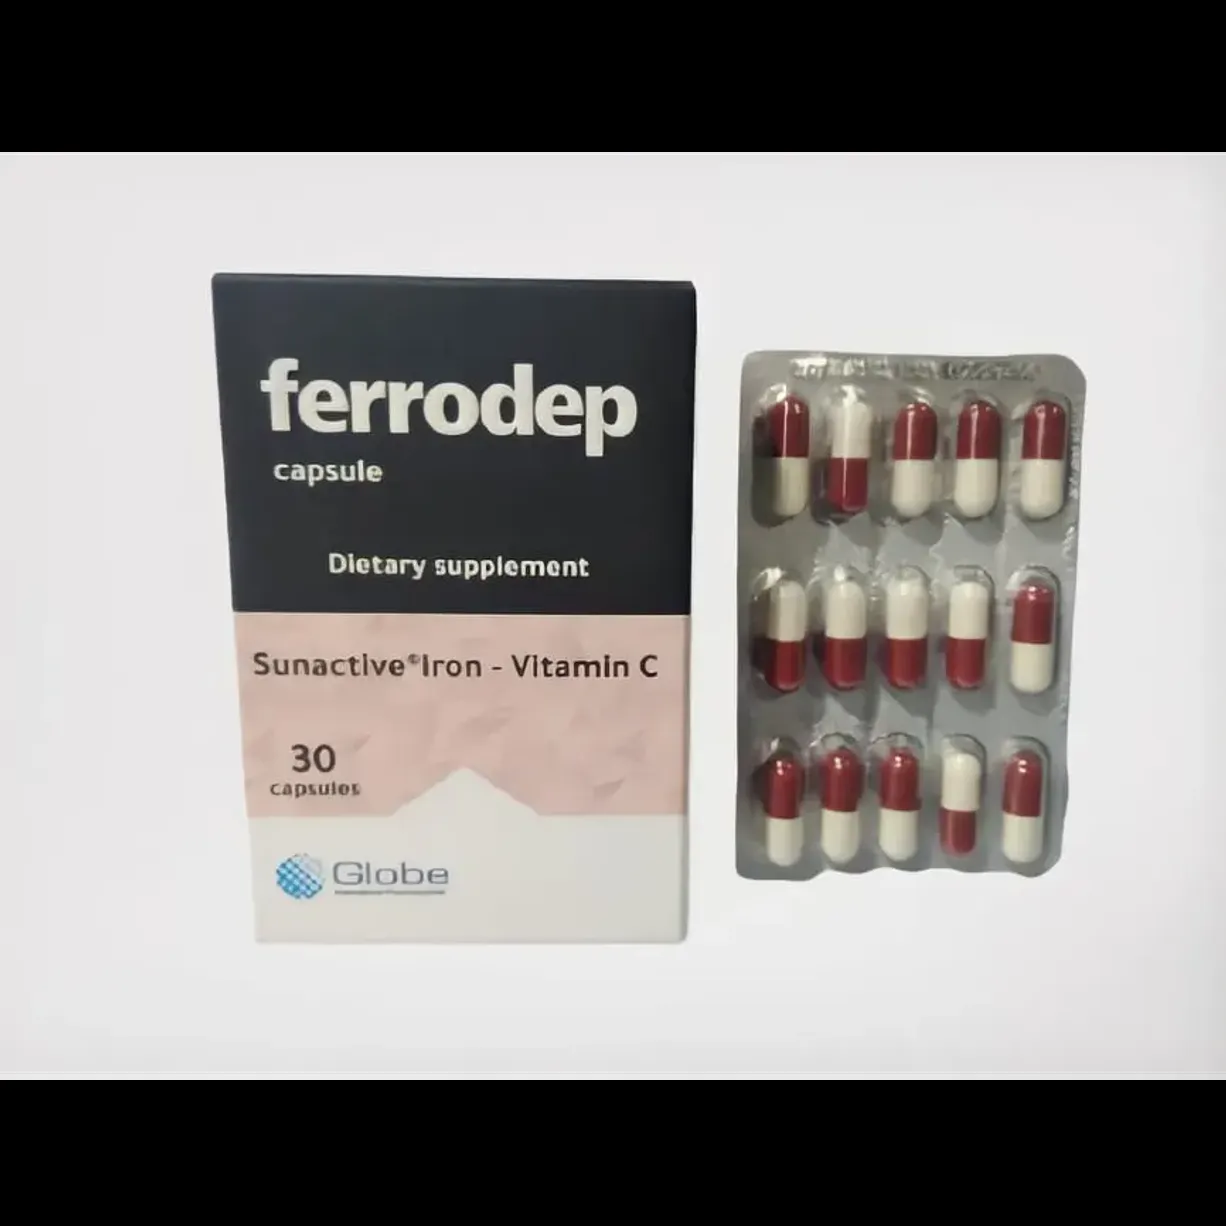 ferrodep
capsule
Dietary supplement
Sunactive®Iron - Vitamin C
30
capsules
Globe